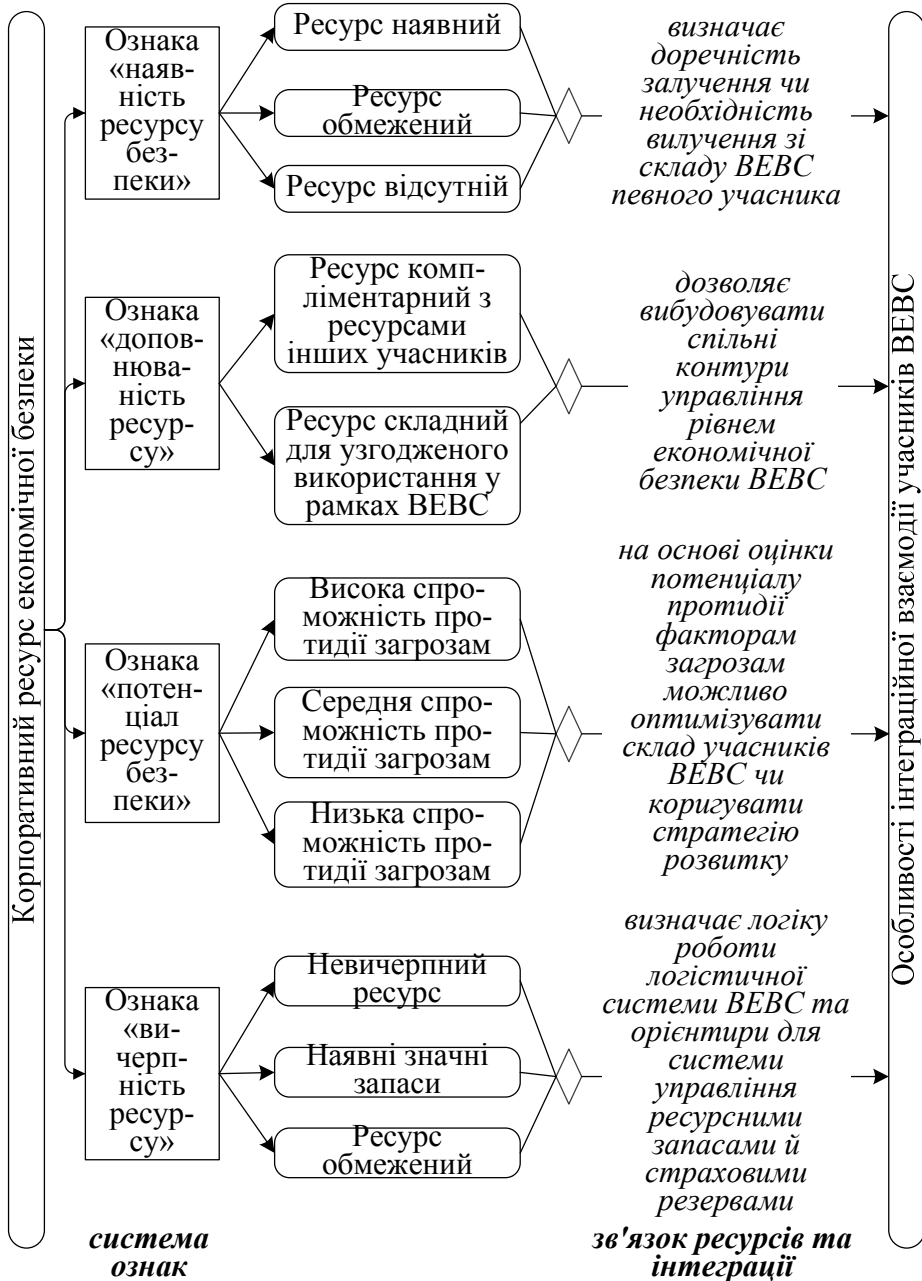 Корпоративний ресурс економічної безпеки
Ознака
«наяв-
ність
ресурсу
без-
пеки»
Ресурс наявний
Ресурс
обмежений
Ресурс відсутній
визначає
доречність
залучення чи
необхідність
вилучення зі
складу ВЕВС
певного учасника
Ознака
«допов-
нюва-
ність
ресур-
су»
Ресурс комп-
ліментарний з
ресурсами
інших учасників
Ресурс складний
для узгодженого
використання у
рамках ВЕВС
дозволяє
вибудовувати
спільні
контури
управління
рівнем
економічної
безпеки ВЕВС
Ознака
«потен-
ціал
ресурсу
без-
пеки»
Висока спро-
можність про-
тидії загрозам
Середня спро-
можність про-
тидії загрозам
Низька спро-
можність про-
тидії загрозам
на основі оцінки
потенціалу
протидії
факторам
загрозам
можливо
оптимізувати
склад учасників
ВЕВС чи
коригувати
стратегію
розвитку
Ознака
«ви-
черп-
ність
ресур-
су»
Невичерпний
ресурс
Наявні значні
запаси
Ресурс
обмежений
визначає логіку
роботи
логістичної
системи ВЕВС та
орієнтири для
системи
управління
ресурсними
запасами й
страховими
резервами
Особливості інтеграційної взаємодії учасників ВЕВС
система
ознак
зв'язок ресурсів та
інтеграції